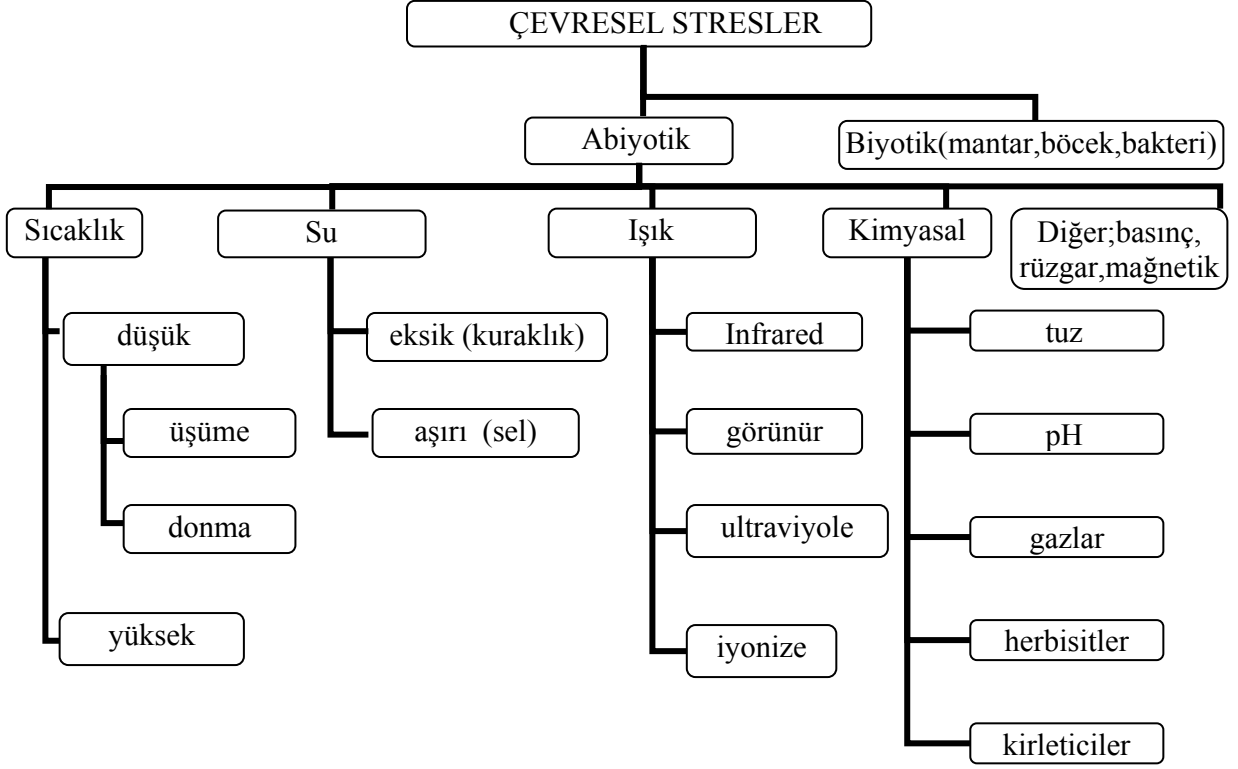 ÇEVRESEL STRESLER
Abiyotik
Biyotik(mantar,böcek,bakteri)
Sıcaklık
Su
Işık
Kimyasal
Diğer;basınç,
rüzgar,mağnetik
düşük
eksik (kuraklık)
Infrared
tuz
üşüme
aşırı (sel)
görünür
pH
donma
ultraviyole
gazlar
yüksek
iyonize
herbisitler
kirleticiler